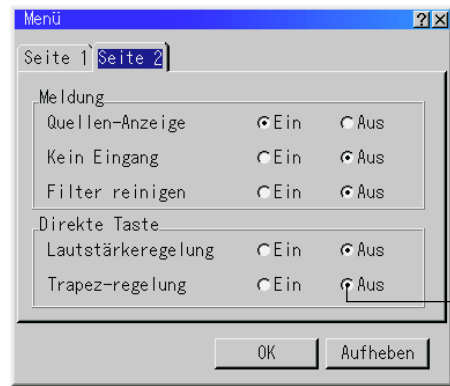 Menü ? ×
Seite 1 Seite 2
Meldung
Quellen-Anzeige Ein Aus
Kein Eingang Ein Aus
Filter reinigen Ein Aus
Direkte Taste
Lautstärkeregelung Ein Aus
Trapez-regelung Ein Aus
OK Aufheben